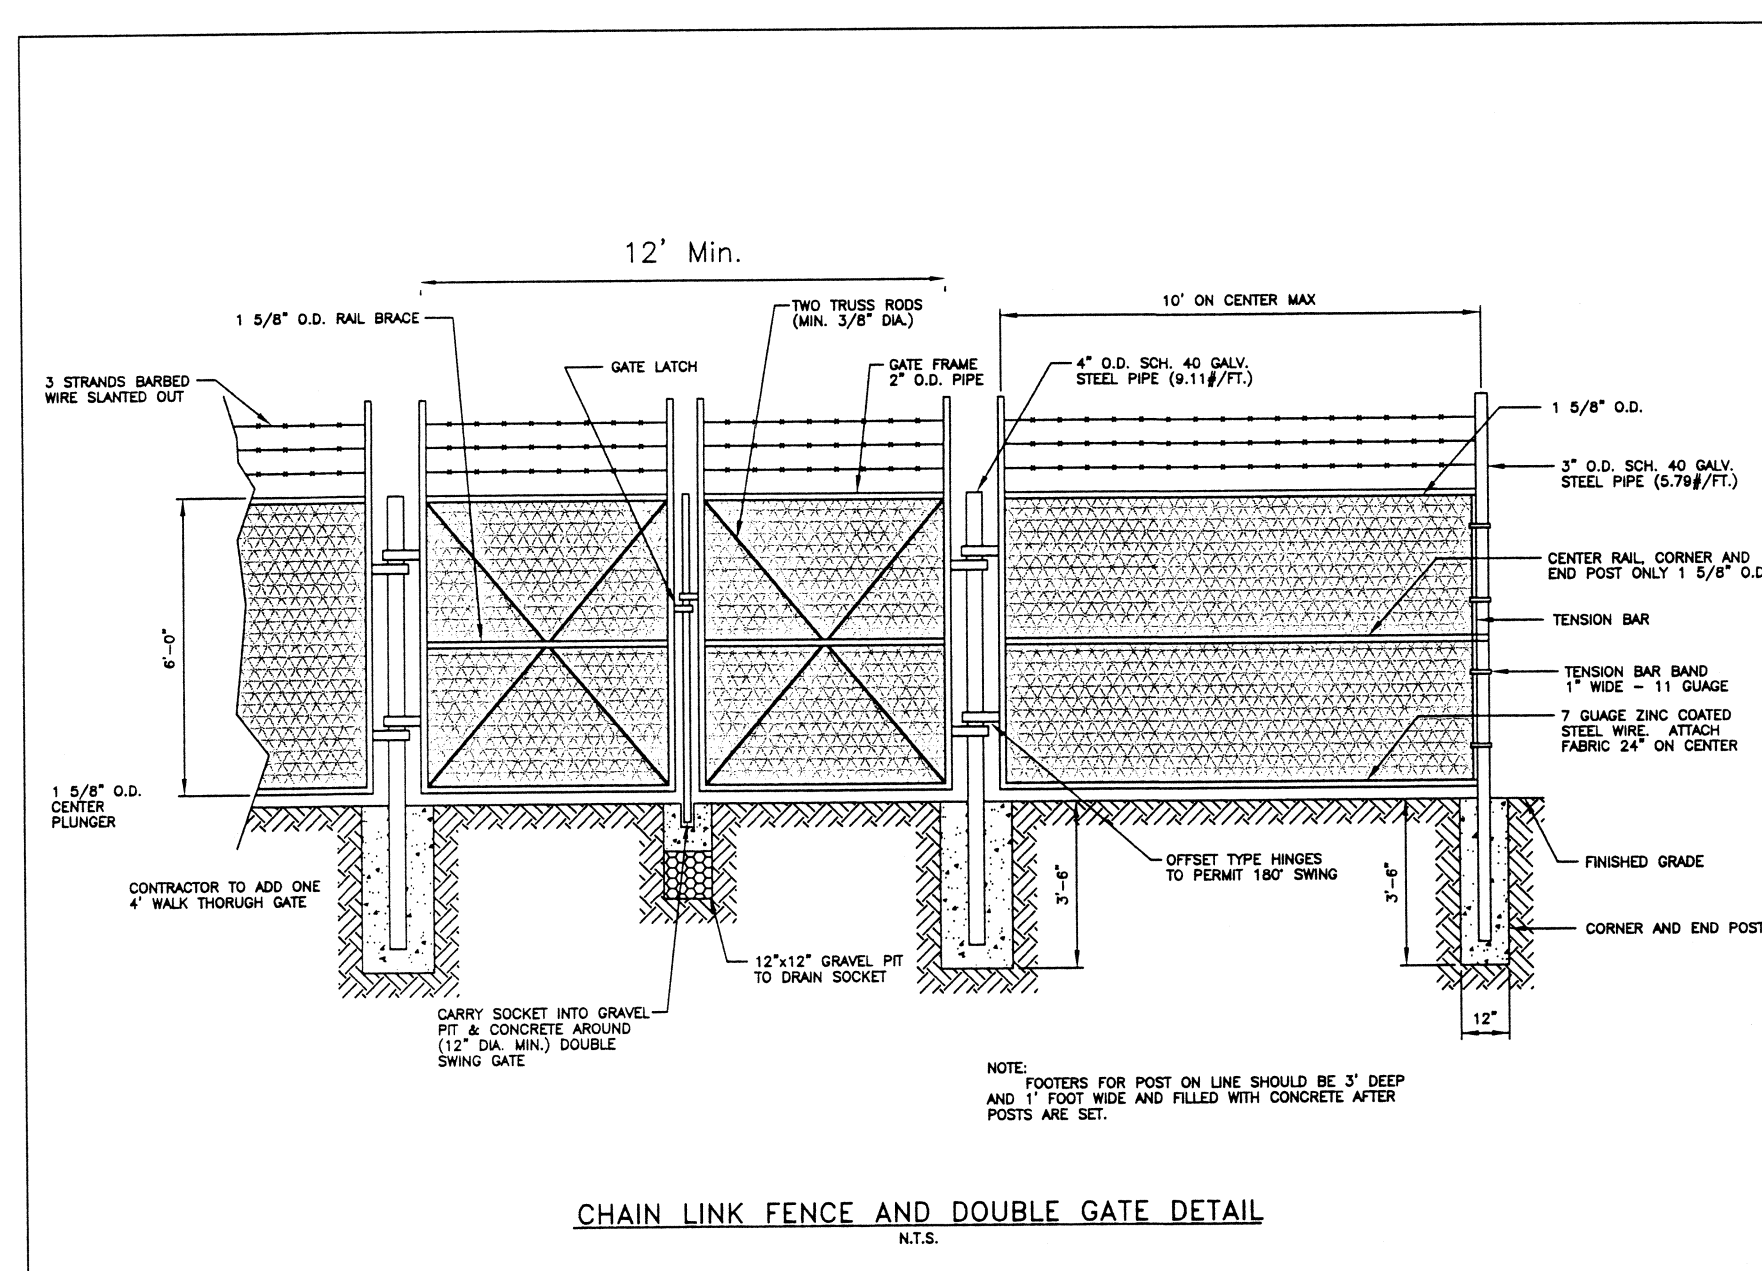 12' Min.
10' ON CENTER MAX
1 5/8" O.D. RAIL BRACE
TWO TRUSS RODS
(MIN. 3/8" DIA.)
GATE LATCH
GATE FRAME
2" O.D. PIPE
4" O.D. SCH. 40 GALV.
STEEL PIPE (9.11#/FT.)
3 STRANDS BARBED
WIRE SLANTED OUT
1 5/8" O.D.
3" O.D. SCH. 40 GALV.
STEEL PIPE (5.79#/FT.)
CENTER RAIL, CORNER AND
END POST ONLY 1 5/8" O.D
TENSION BAR
6'-0"
TENSION BAR BAND
1" WIDE - 11 GUAGE
7 GUAGE ZINC COATED
STEEL WIRE. ATTACH
FABRIC 24" ON CENTER
1 5/8" O.D.
CENTER
PLUNGER
OFFSET TYPE HINGES
TO PERMIT 180° SWING
FINISHED GRADE
CONTRACTOR TO ADD ONE
4' WALK THORUGH GATE
3'-6"
3'-6"
CORNER AND END POST
12"x12" GRAVEL PIT
TO DRAIN SOCKET
CARRY SOCKET INTO GRAVEL
PIT & CONCRETE AROUND
(12" DIA. MIN.) DOUBLE
SWING GATE
12"
NOTE:
FOOTERS FOR POST ON LINE SHOULD BE 3' DEEP
AND 1' FOOT WIDE AND FILLED WITH CONCRETE AFTER
POSTS ARE SET.
CHAIN LINK FENCE AND DOUBLE GATE DETAIL
N.T.S.